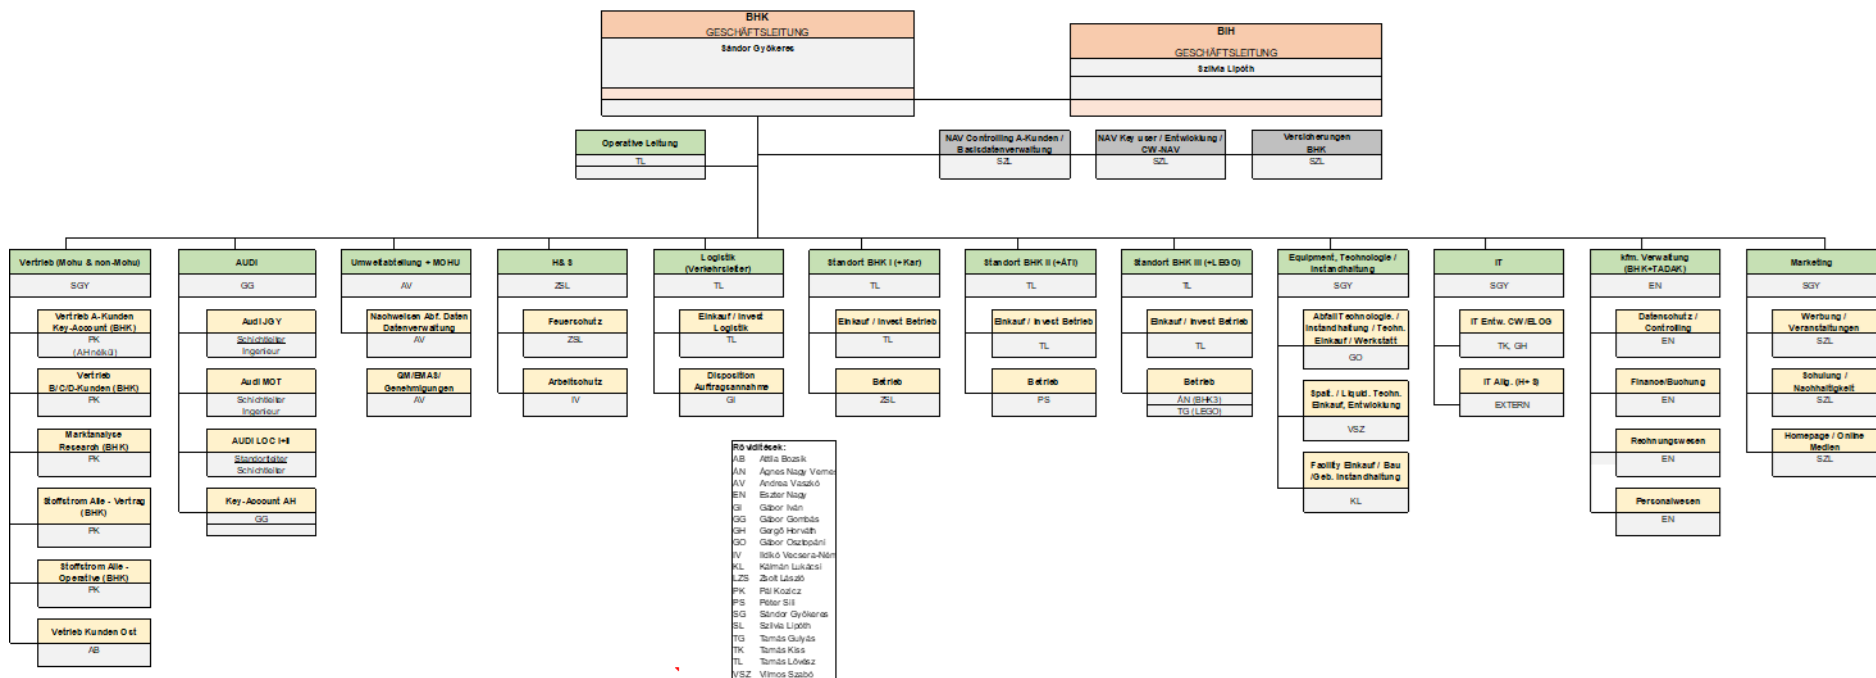 BHK
GESCHÄFTSLEITUNG
Sándor Gyökeres
BIH
GESCHÄFTSLEITUNG
Szilvia Lipóth
Operative Leitung
TL
NAV Controlling A-Kunden /
Basisdatenverwaltung
SZL
NAV Key user / Entwicklung /
CW-NAV
SZL
Versicherungen
BHK
SZL
Vertrieb (Mohu & non-Mohu)
SGY
Vertrieb A-Kunden
Key-Account (BHK)
PK
(AH nélkül)
Vertrieb
B/C/D-Kunden (BHK)
PK
Marktanalyse
Research (BHK)
PK
Stoffstrom Alle - Vertrag
(BHK)
PK
Stoffstrom Alle -
Operative (BHK)
PK
Vetrieb Kunden Ost
AB
AUDI
GG
Audi JGY
Schichtleiter
Ingenieur
Audi MOT
Schichtleiter
Ingenieur
AUDI LOC I+II
Standortleiter
Schichtleiter
Key-Account AH
GG
Umweltabteilung + MOHU
AV
Nachweisen Abf. Daten
Datenverwaltung
AV
QM/EMAS/
Genehmigungen
AV
H& S
ZSL
Feuerschutz
ZSL
Arbeitschutz
IV
Logistik
(Verkehrsleiter)
TL
Einkauf / Invest
Logistik
TL
Disposition
Auftragsannahme
GI
Standort BHK I (+Kar)
TL
Einkauf / Invest Betrieb
TL
Betrieb
ZSL
Standort BHK II (+ÁTI)
TL
Einkauf / Invest Betrieb
TL
Betrieb
PS
Standort BHK III (+LEGO)
TL
Einkauf / Invest Betrieb
TL
Betrieb
ÁN (BHK3)
TG (LEGO)
Equipment, Technologie /
Instandhaltung
SGY
Abfall Technologie. /
Instandhaltung / Techn.
Einkauf / Werkstatt
GO
Spalt. / Liquid. Techn.
Einkauf, Entwicklung
VSZ
Facility Einkauf / Bau
/Geb. Instandhaltung
KL
IT
SGY
IT Entw. CW/ELOG
TK, GH
IT Allg. (H+ S)
EXTERN
kfm. Verwaltung
(BHK+TADAK)
EN
Datenschutz /
Controlling
EN
Finance/Buchung
EN
Rechnungswesen
EN
Personalwesen
EN
Marketing
SGY
Werbung /
Veranstaltungen
SZL
Schulung /
Nachhaltigkeit
SZL
Homepage / Online
Medien
SZL
Rövidítések:
AB Attila Bozsik
ÁN Ágnes Nagy
AV Andrea Vaszkó
EN Eszter Nagy
GI Gábor Iván
GG Gábor Gombás
GH Gergő Horváth
GO Gábor Oszlopáni
IV Ildikó Vecsera-Ném
KL Kálmán Lukácsi
LZS Zsolt László
PK Pál Kozicz
PS Péter Sill
SG Sándor Gyökeres
SL Szilvia Lipóth
TG Tamás Gulyás
TK Tamás Kiss
TL Tamás Lövész
VSZ Vilmos Szabó